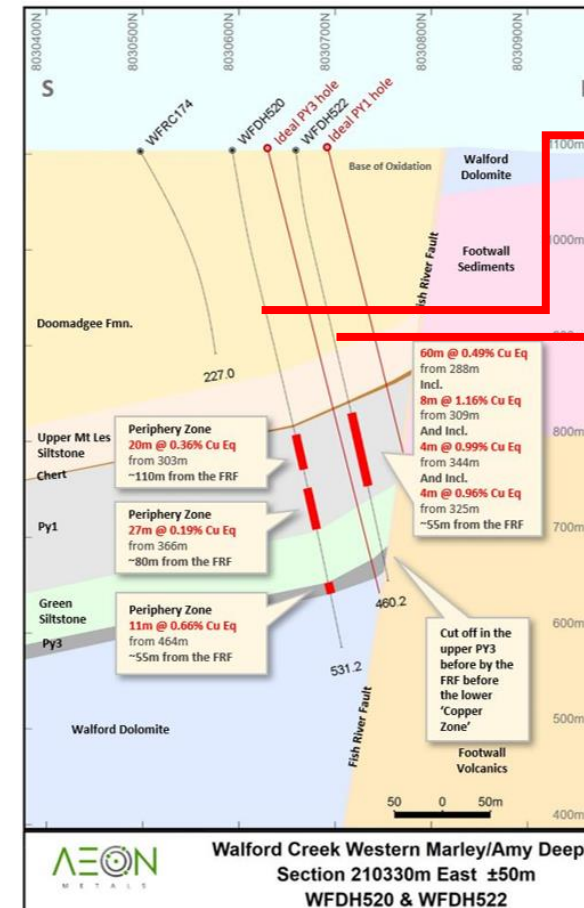 8030400
8030500
8030600
8030700
8030800
8030900
S
WFRC174
WFDH520
Ideal PY3 hole
WFDH522
Ideal PY1 hole
Base of Oxidation
Walford
Dolomite
1100m
1000m
Footwall
Sediments
ish River Fault
Doomadgee Fmn.
227.0
60m @ 0.49% Cu Eq
from 288m
Incl.
8m @ 1.16% Cu Eq
from 309m
And Incl.
4m @ 0.99% Cu Eq
from 344m
And Incl.
4m @ 0.96% Cu Eq
from 325m
~55m from the FRF
800m
Upper Mt Les
Siltstone
Chert
Periphery Zone
20m @ 0.36% Cu Eq
from 303m
~110m from the FRF
Py1
Periphery Zone
27m @ 0.19% Cu Eq
from 366m
~80m from the FRF
700m
Green
Siltstone
Py3
Periphery Zone
11m @ 0.66% Cu Eq
from 464m
~55m from the FRF
460.2
531.2
600m
Cut off in the
upper PY3
before by the
FRF before
the lower
‘Copper
Zone’
Walford Dolomite
Fish River Fault
Footwall
Volcanics
500m
50 0 50m
400m
AEON
METALS
Walford Creek Western Marley/Amy Deep
Section 210330m East ±50m
WFDH520 & WFDH522